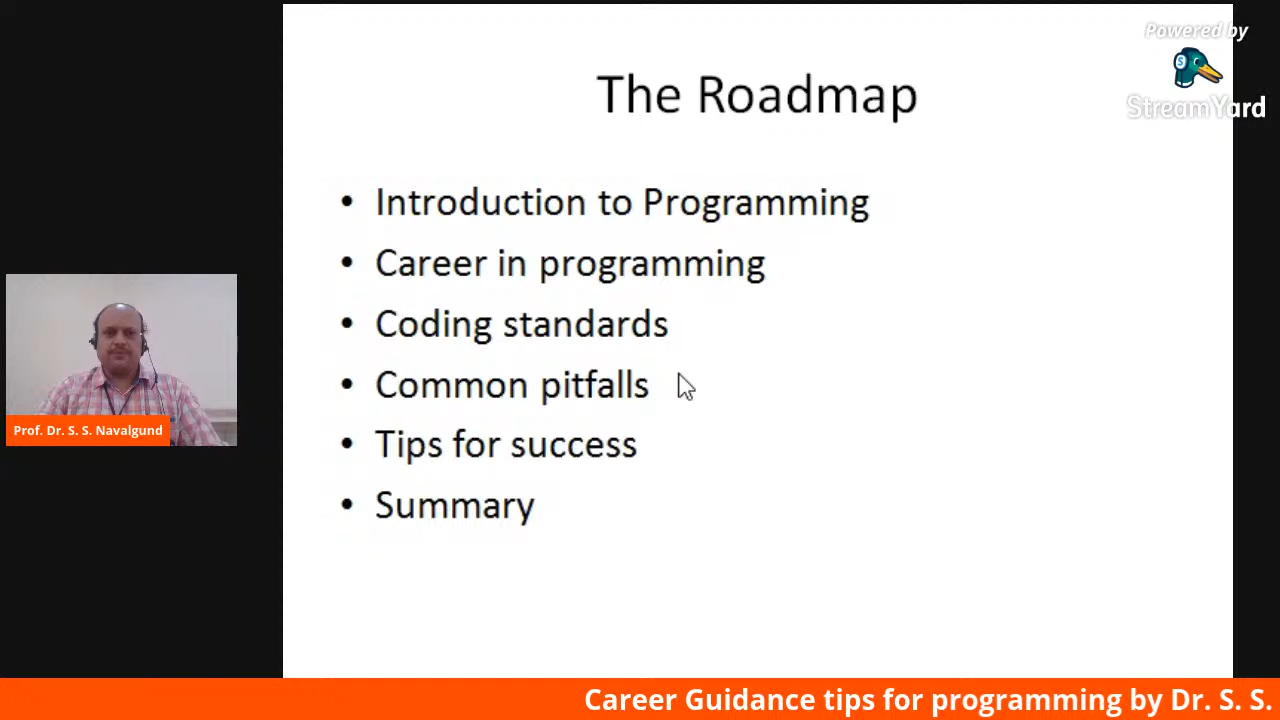 Powered by
StreamYard
The Roadmap
• Introduction to Programming
• Career in programming
• Coding standards
• Common pitfalls
• Tips for success
• Summary
Prof. Dr. S. S. Navalgund
Career Guidance tips for programming by Dr. S. S.